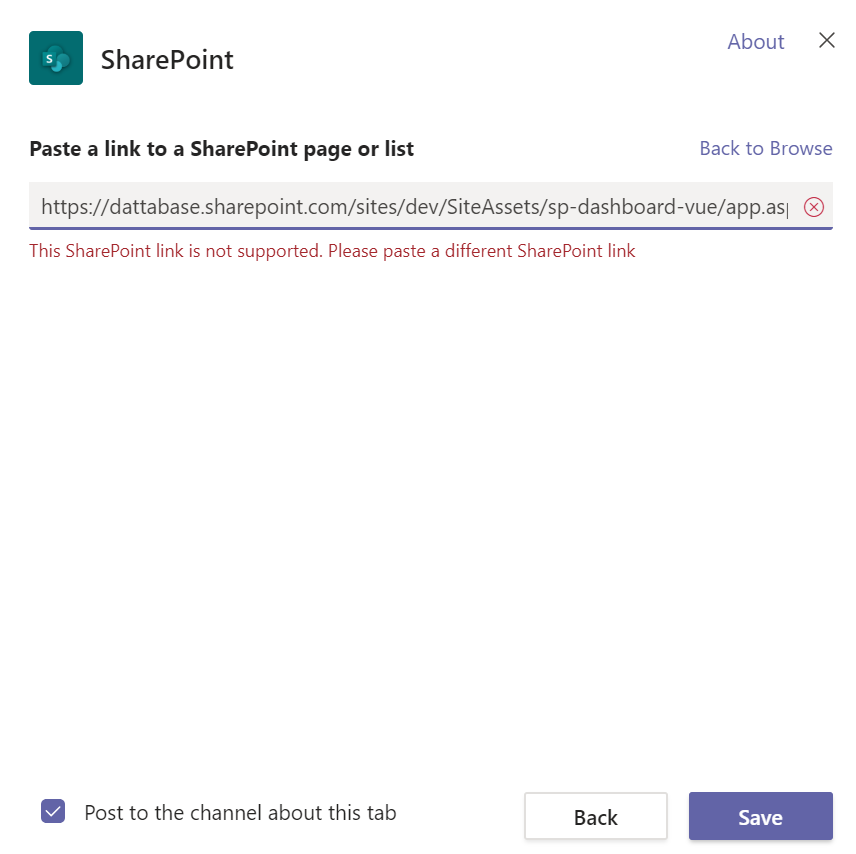 About
S
SharePoint
Paste a link to a SharePoint page or list
Back to Browse
https://dattabase.sharepoint.com/sites/dev/SiteAssets/sp-dashboard-vue/app.asp
This SharePoint link is not supported. Please paste a different SharePoint link
Post to the channel about this tab
Back
Save